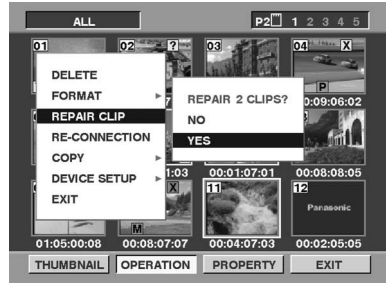 ALL P2 1 2 3 4 5
01 02 ? 03 04 X
DELETE
FORMAT
REPAIR CLIP
RE-CONNECTION
COPY
DEVICE SETUP
EXIT
REPAIR 2 CLIPS?
NO
YES
P
0:09:06:02
1:03 00:01:07:01 00:08:08:05
X 11 12
Panasonic
M
01:05:00:08 00:08:07:07 00:04:07:03 00:02:05:05
THUMBNAIL OPERATION PROPERTY EXIT